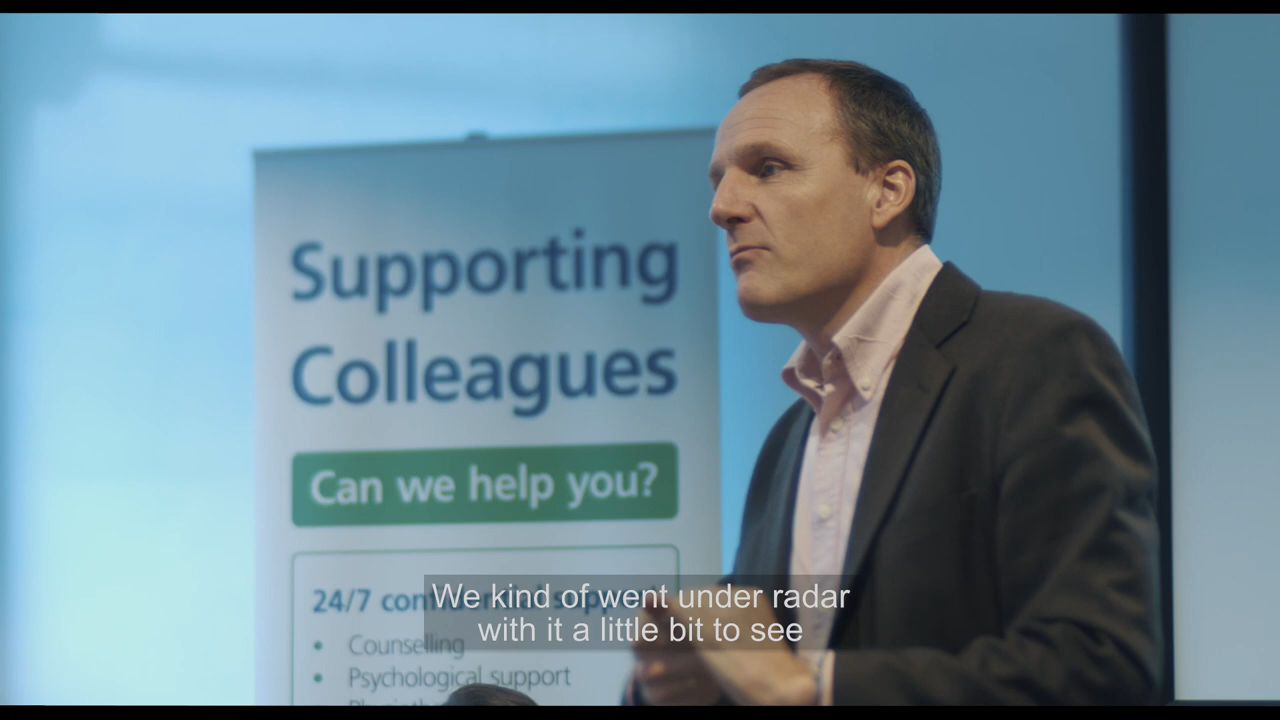 Supporting
Colleagues
Can we help you?
24/7 confidential
We kind of went under radar
with it a little bit to see
• Counselling
• Psychological support